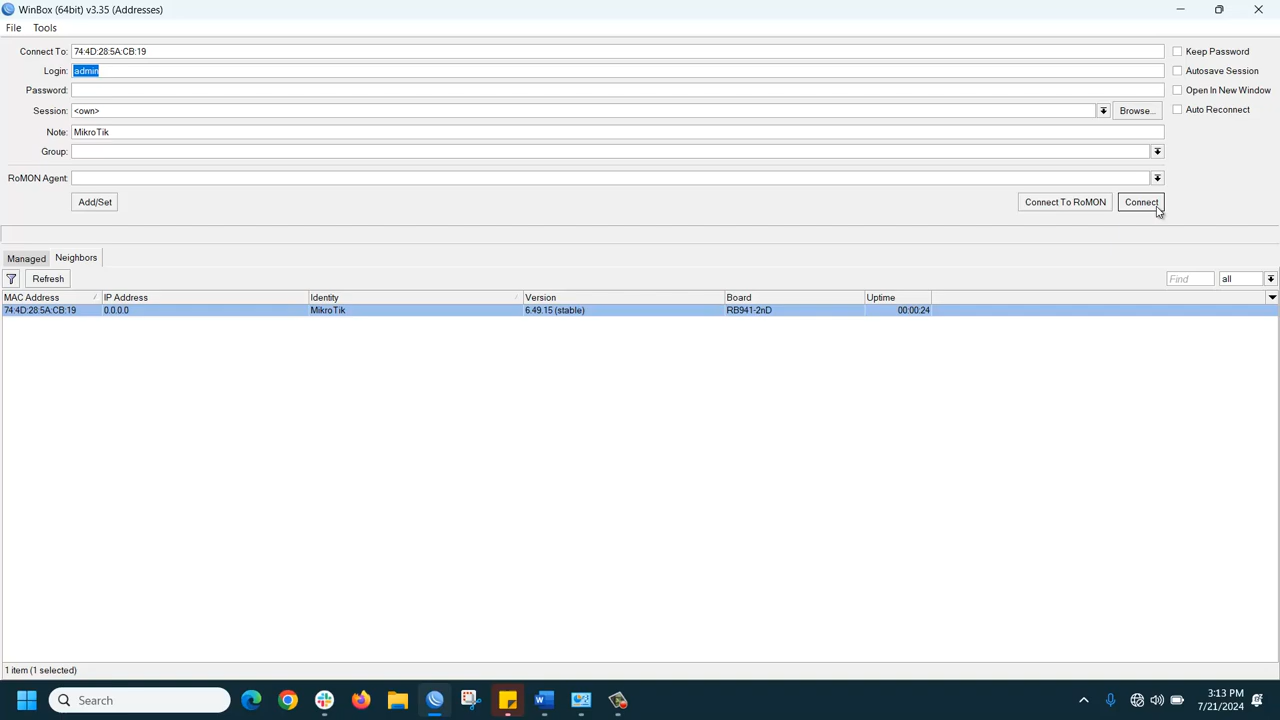 WinBox (64bit) v3.35 (Addresses)
File Tools
Connect To: 74:4D:28:5A:CB:19 Keep Password
Login: admin Autosave Session
Password: Open In New Window
Session: <own> Browse... Auto Reconnect
Note: MikroTik
Group:
RoMON Agent:
Add/Set Connect To RoMON Connect
Managed Neighbors
Refresh Find all
MAC Address IP Address Identity Version Board Uptime
74:4D:28:5A:CB:19 0.0.0.0 MikroTik 6.49.15 (stable) RB941-2nD 00:00:24
1 item (1 selected)
Search 3:13 PM
7/21/2024